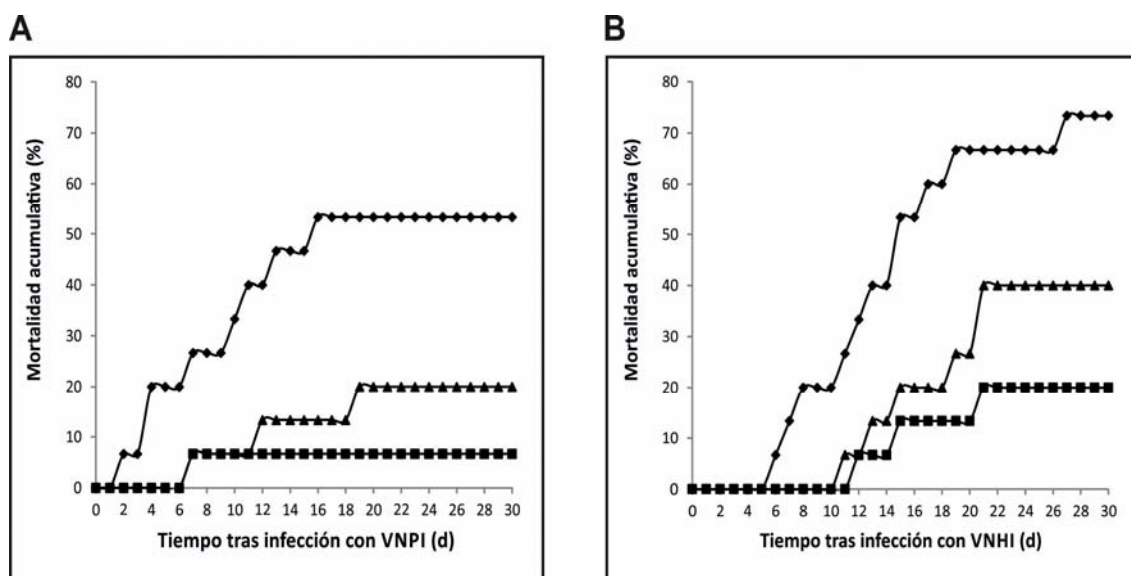 A
B
Mortalidad acumulativa (%)
80
70
60
50
40
30
20
10
0
0 2 4 6 8 10 12 14 16 18 20 22 24 26 28 30
Tiempo tras infección con VNPI (d)
Mortalidad acumulativa (%)
80
70
60
50
40
30
20
10
0
0 2 4 6 8 10 12 14 16 18 20 22 24 26 28 30
Tiempo tras infección con VNHI (d)